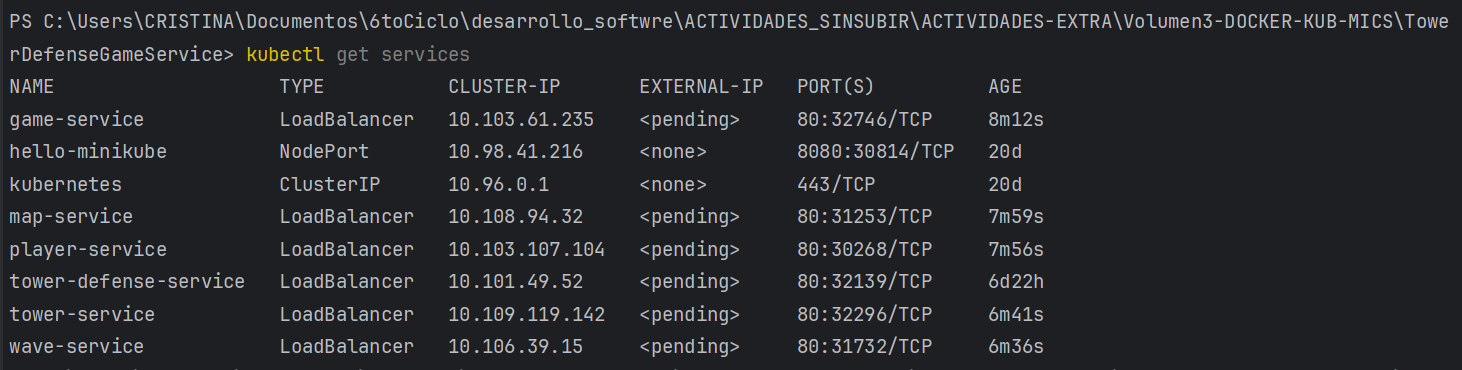 PS C:\Users\CRISTINA\Documentos\6toCiclo\desarrollo_softwre\ACTIVIDADES_SINSUBIR\ACTIVIDADES-EXTRA\Volumen3-DOCKER-KUB-MICS\Towe
rDefenseGameService> kubectl get services
NAME TYPE CLUSTER-IP EXTERNAL-IP PORT(S) AGE
game-service LoadBalancer 10.103.61.235 <pending> 80:32746/TCP 8m12s
hello-minikube NodePort 10.98.41.216 <none> 8080:30814/TCP 20d
kubernetes ClusterIP 10.96.0.1 <none> 443/TCP 20d
map-service LoadBalancer 10.108.94.32 <pending> 80:31253/TCP 7m59s
player-service LoadBalancer 10.103.107.104 <pending> 80:30268/TCP 7m56s
tower-defense-service LoadBalancer 10.101.49.52 <pending> 80:32139/TCP 6d22h
tower-service LoadBalancer 10.109.119.142 <pending> 80:32296/TCP 6m41s
wave-service LoadBalancer 10.106.39.15 <pending> 80:31732/TCP 6m36s